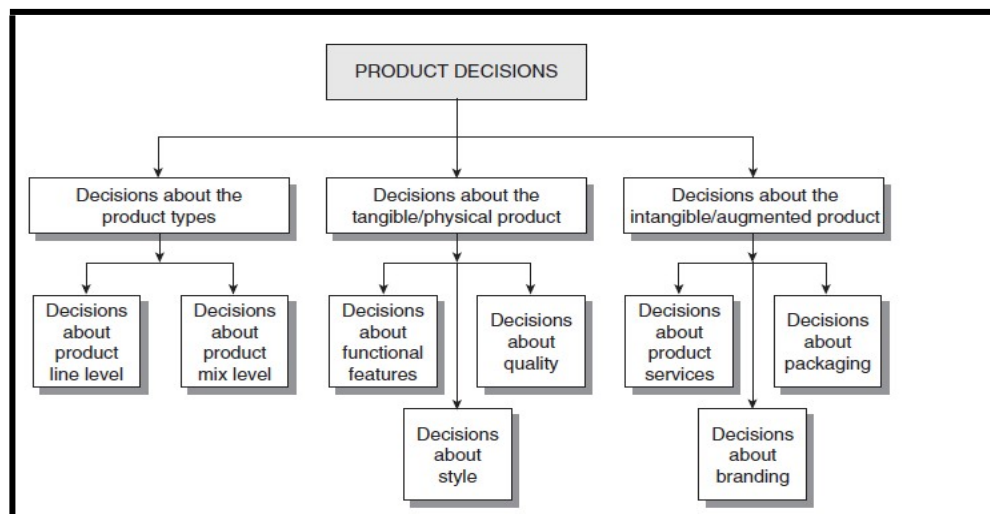 PRODUCT DECISIONS
Decisions about the
product types
Decisions about the
tangible/physical product
Decisions about the
intangible/augmented product
Decisions
about
product
line level
Decisions
about
product
mix level
Decisions
about
functional
features
Decisions
about
quality
Decisions
about
product
services
Decisions
about
packaging
Decisions
about
style
Decisions
about
branding